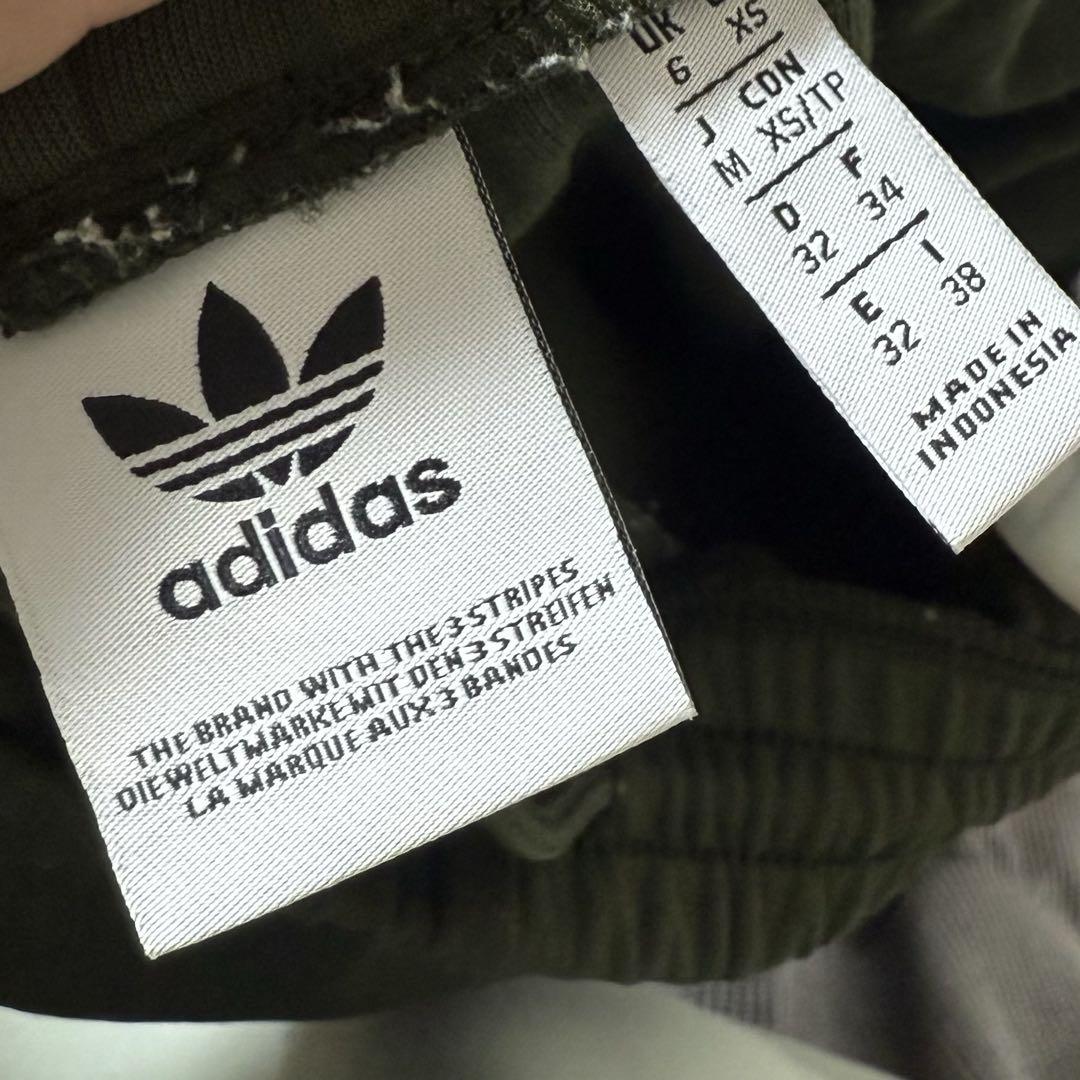 adidas
THE BRAND WITH THE 3 STRIPES
DIE WELTMARKE MIT DEN 3 STREIFEN
LA MARQUE AUX 3 BANDES
UK
6 XS
J CDN
M XS/TP
D F
32 34
E I
32 38
MADE IN
INDONESIA